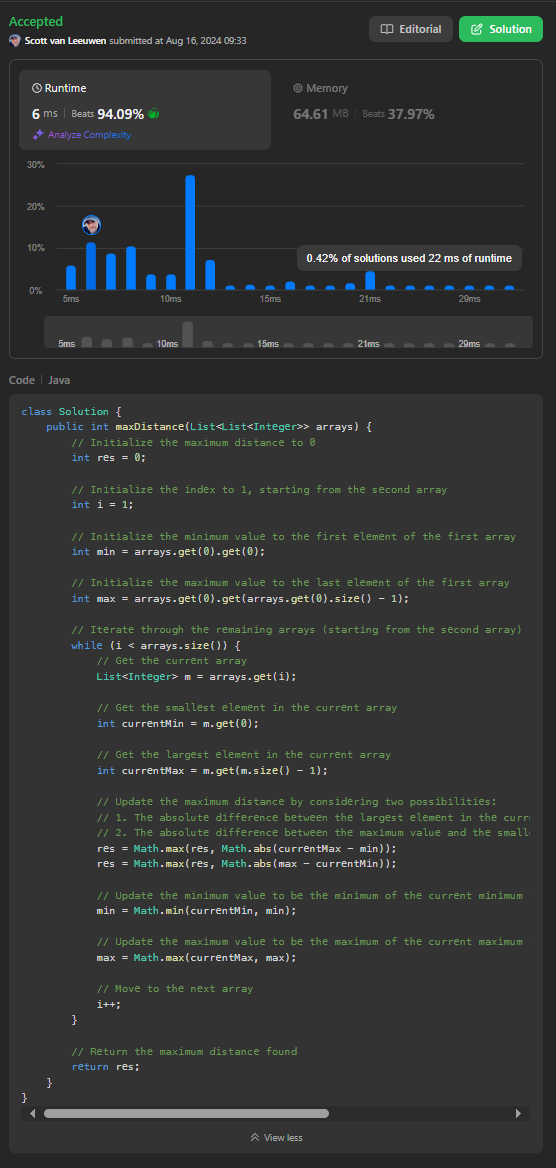 Accepted
Editorial
Solution
Scott van Leeuwen submitted at Aug 16, 2024 09:33
Runtime
6 ms | Beats 94.09%
Analyze Complexity
Memory
64.61 MB | Beats 37.97%
30%
20%
10%
0%
0.42% of solutions used 22 ms of runtime
5ms 10ms 15ms 21ms 29ms
5ms 10ms 15ms 21ms 29ms
Code | Java
class Solution {
    public int maxDistance(List<List<Integer>> arrays) {
        // Initialize the maximum distance to 0
        int res = 0;

        // Initialize the index to 1, starting from the second array
        int i = 1;

        // Initialize the minimum value to the first element of the first array
        int min = arrays.get(0).get(0);

        // Initialize the maximum value to the last element of the first array
        int max = arrays.get(0).get(arrays.get(0).size() - 1);

        // Iterate through the remaining arrays (starting from the second array)
        while (i < arrays.size()) {
            // Get the current array
            List<Integer> m = arrays.get(i);

            // Get the smallest element in the current array
            int currentMin = m.get(0);

            // Get the largest element in the current array
            int currentMax = m.get(m.size() - 1);

            // Update the maximum distance by considering two possibilities:
            // 1. The absolute difference between the largest element in the curr
            // 2. The absolute difference between the maximum value and the small
            res = Math.max(res, Math.abs(currentMax - min));
            res = Math.max(res, Math.abs(max - currentMin));

            // Update the minimum value to be the minimum of the current minimum
            min = Math.min(currentMin, min);

            // Update the maximum value to be the maximum of the current maximum
            max = Math.max(currentMax, max);

            // Move to the next array
            i++;
        }

        // Return the maximum distance found
        return res;
    }
}
View less